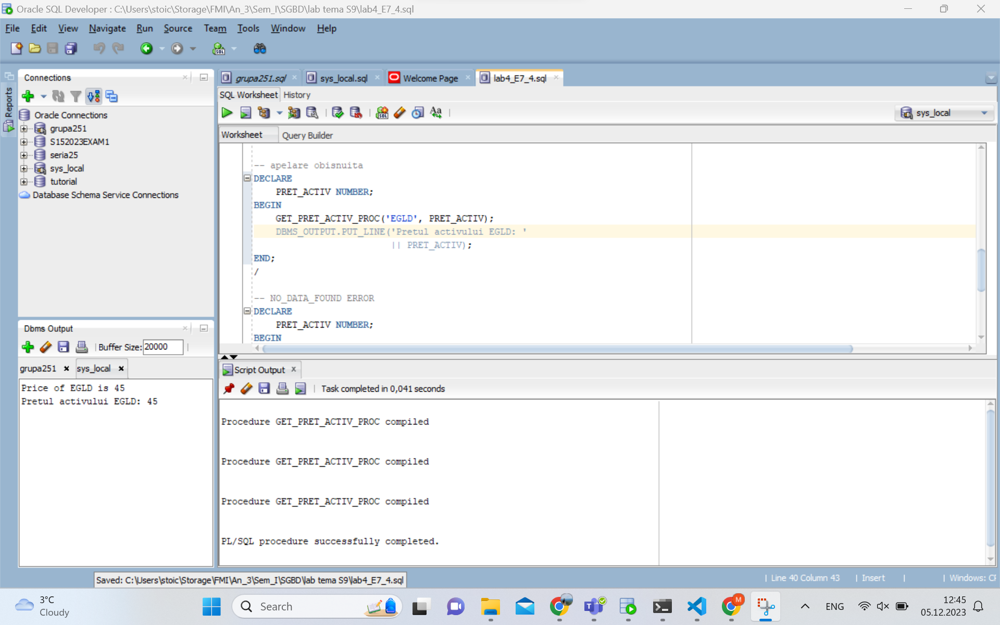 Oracle SQL Developer : C:\Users\stoic\Storage\FMI\An_3\Sem_I\SGBD\lab tema S9\lab4_E7_4.sql
File Edit View Navigate Run Source Team Tools Window Help
Reports
Connections
Oracle Connections
grupa251
S152023EXAM1
seria25
sys_local
tutorial
Database Schema Service Connections
Dbms Output
Buffer Size: 20000
grupa251 sys_local
Price of EGLD is 45
Pretul activului EGLD: 45
grupa251.sql sys_local.sql Welcome Page lab4_E7_4.sql
SQL Worksheet History
sys_local
Worksheet Query Builder
-- apelare obisnuita
DECLARE
PRET_ACTIV NUMBER;
BEGIN
GET_PRET_ACTIV_PROC('EGLD', PRET_ACTIV);
DBMS_OUTPUT.PUT_LINE('Pretul activului EGLD: '
|| PRET_ACTIV);
END;
/
-- NO_DATA_FOUND ERROR
DECLARE
PRET_ACTIV NUMBER;
BEGIN
Script Output
Task completed in 0,041 seconds
Procedure GET_PRET_ACTIV_PROC compiled
Procedure GET_PRET_ACTIV_PROC compiled
Procedure GET_PRET_ACTIV_PROC compiled
PL/SQL procedure successfully completed.
Saved: C:\Users\stoic\Storage\FMI\An_3\Sem_I\SGBD\lab tema S9\lab4_E7_4.sql
| Line 40 Column 43 | Insert | | Windows: CF
3°C
Cloudy
Search
M
ENG
12:45
05.12.2023